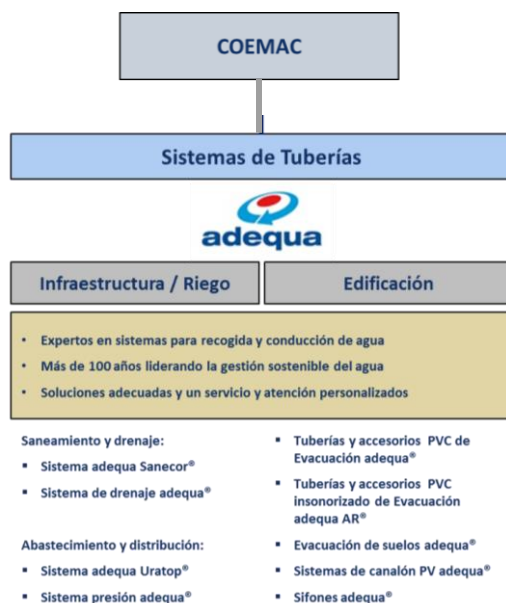 COEMAC
Sistemas de Tuberías
adequa
Infraestructura / Riego
Edificación
• Expertos en sistemas para recogida y conducción de agua
• Más de 100 años liderando la gestión sostenible del agua
• Soluciones adecuadas y un servicio y atención personalizados
Saneamiento y drenaje:
▪ Sistema adequa Sanecor®
▪ Sistema de drenaje adequa®
Abastecimiento y distribución:
▪ Sistema adequa Uratop®
▪ Sistema presión adequa®
▪ Tuberías y accesorios PVC de
Evacuación adequa®
▪ Tuberías y accesorios PVC
insonorizado de Evacuación
adequa AR®
▪ Evacuación de suelos adequa®
▪ Sistemas de canalón PV adequa®
▪ Sifones adequa®